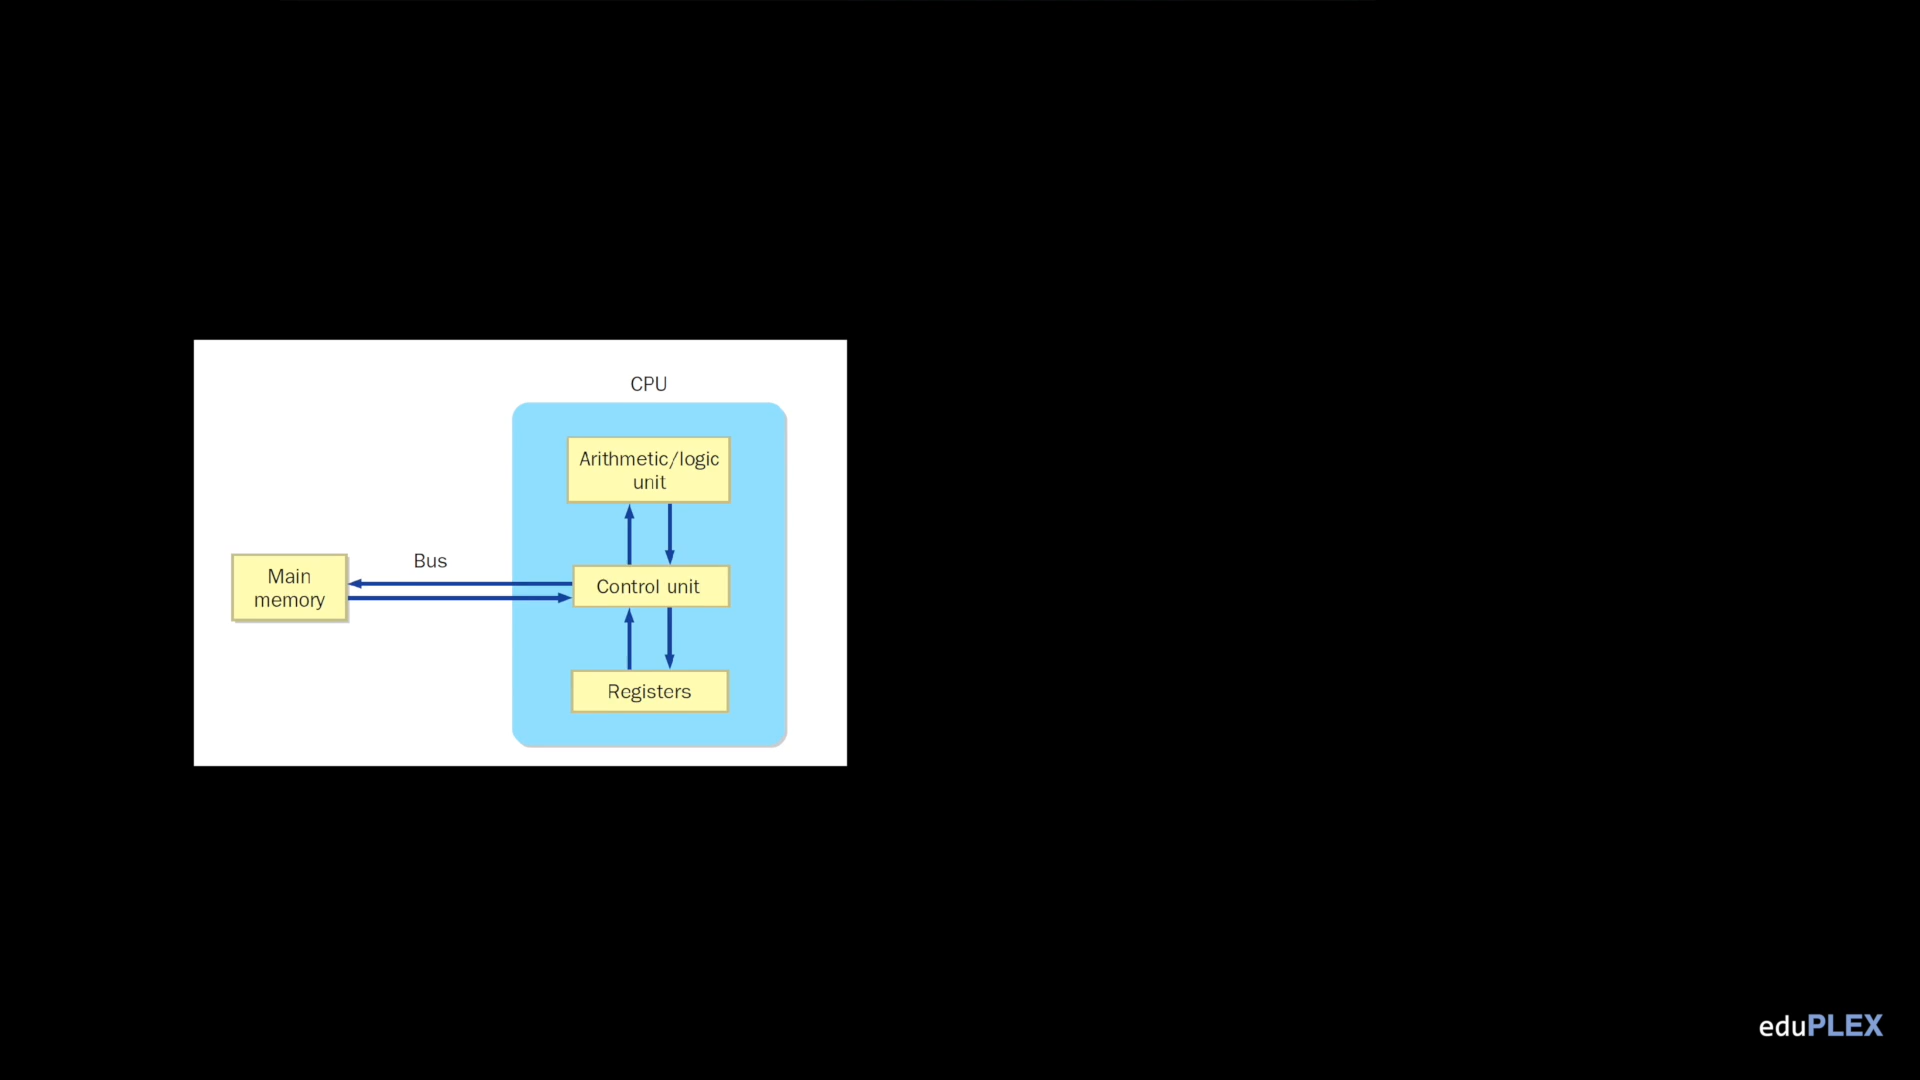 CPU
Arithmetic/logic
unit
Bus
Main
memory
Control unit
Registers
eduPLEX